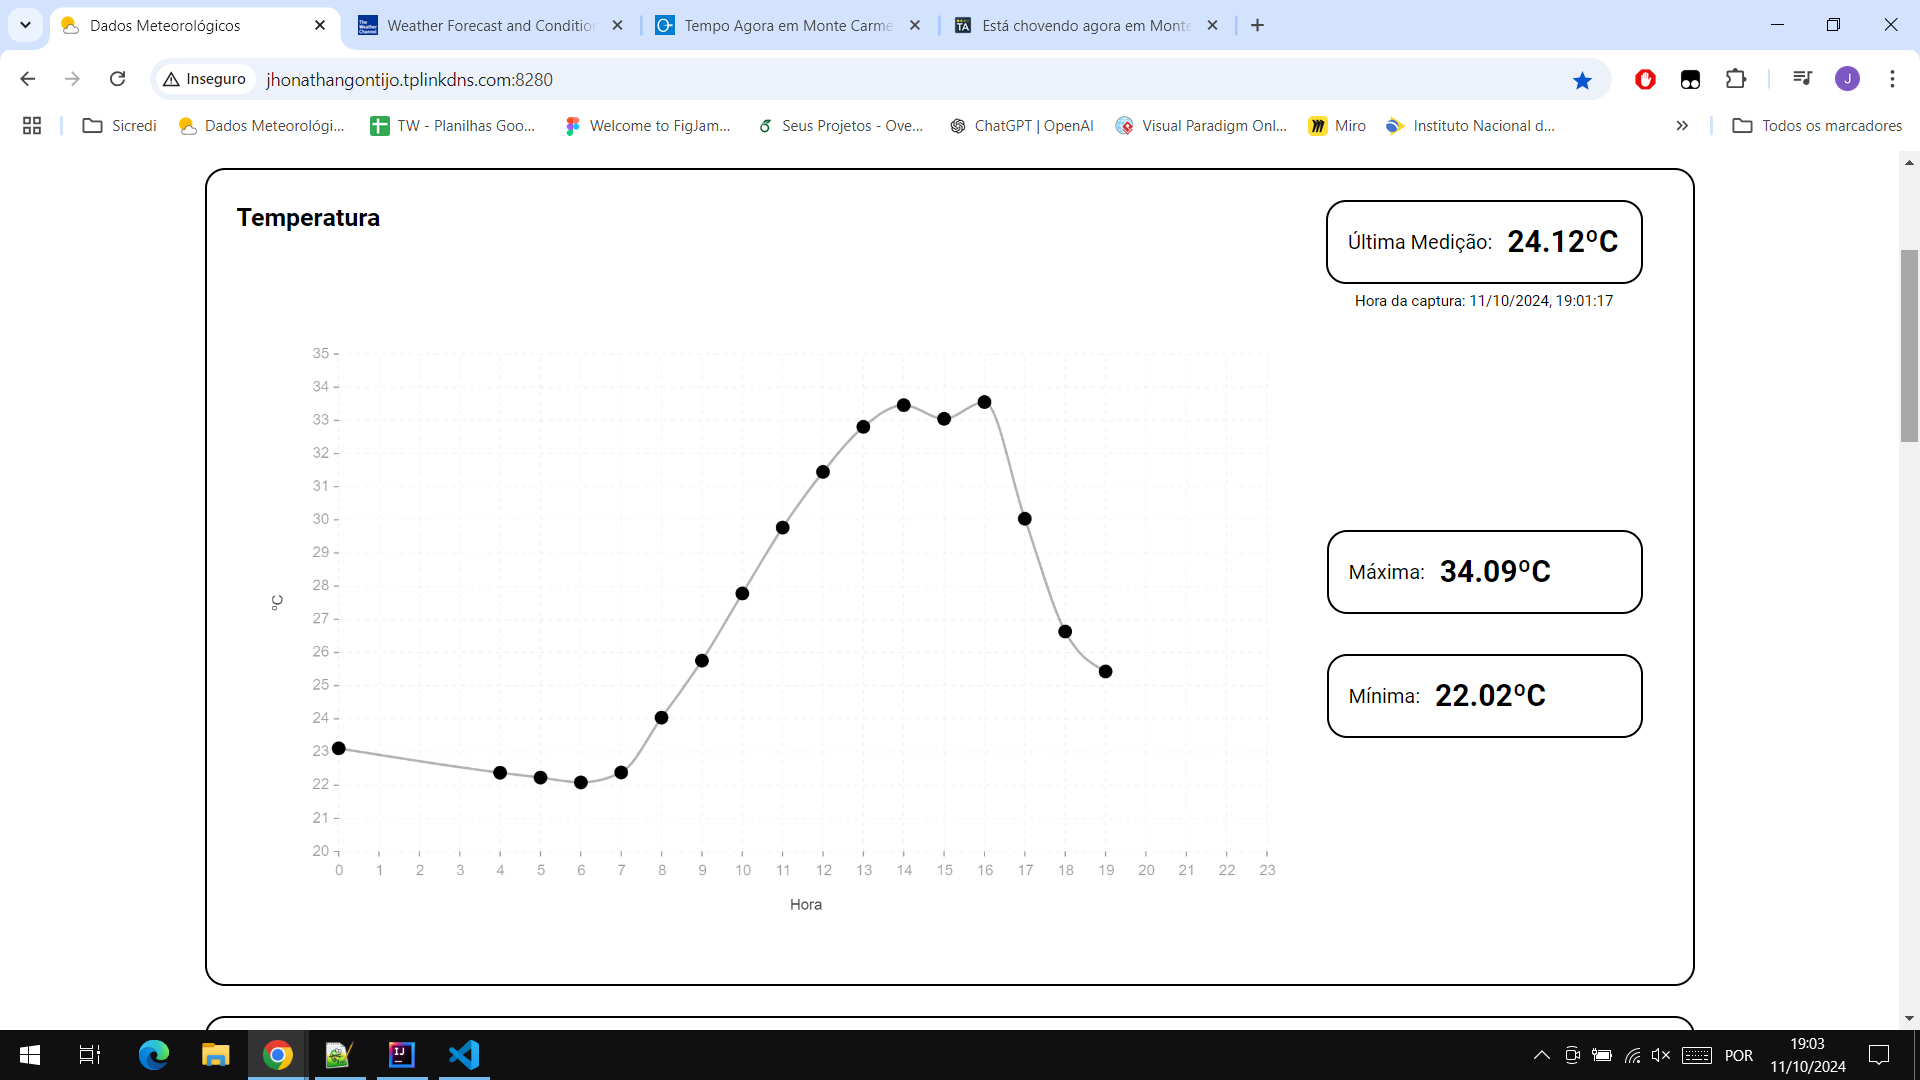 Dados Meteorológicos
Weather Forecast and Conditio
Tempo Agora em Monte Carme
Está chovendo agora em Monte
Inseguro
jhonathangontijo.tplinkdns.com:8280
J
Sicredi
Dados Meteorológi...
TW - Planilhas Goo...
Welcome to FigJam...
Seus Projetos - Ove...
ChatGPT | OpenAI
Visual Paradigm Onl...
Miro
Instituto Nacional d...
Todos os marcadores
Temperatura
Última Medição: 24.12ºC
Hora da captura: 11/10/2024, 19:01:17
35
34
33
32
31
30
29
28
27
26
25
24
23
22
21
20
ºC
0 1 2 3 4 5 6 7 8 9 10 11 12 13 14 15 16 17 18 19 20 21 22 23
Hora
Máxima: 34.09ºC
Mínima: 22.02ºC
POR
19:03
11/10/2024